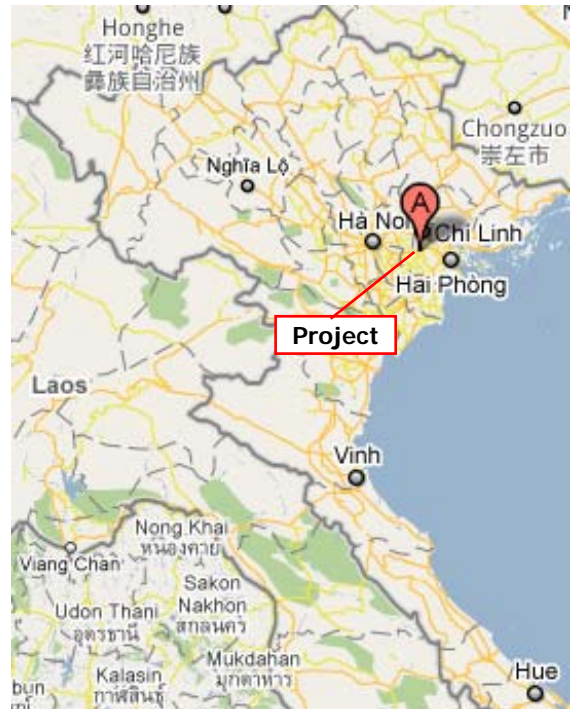 Honghe
红河哈尼族
彝族自治州
Chongzuo
崇左市
Nghĩa Lộ
A
Hà Nội
Chí Linh
Hải Phòng
Project
Laos
Vinh
Nong Khai
หนองคาย
Viang Chan
Sakon
Nakhon
สกลนคร
Udon Thani
อุดรธานี
Mukdahan
มุกดาหาร
Kalasin
กาฬสินธุ์
Hue